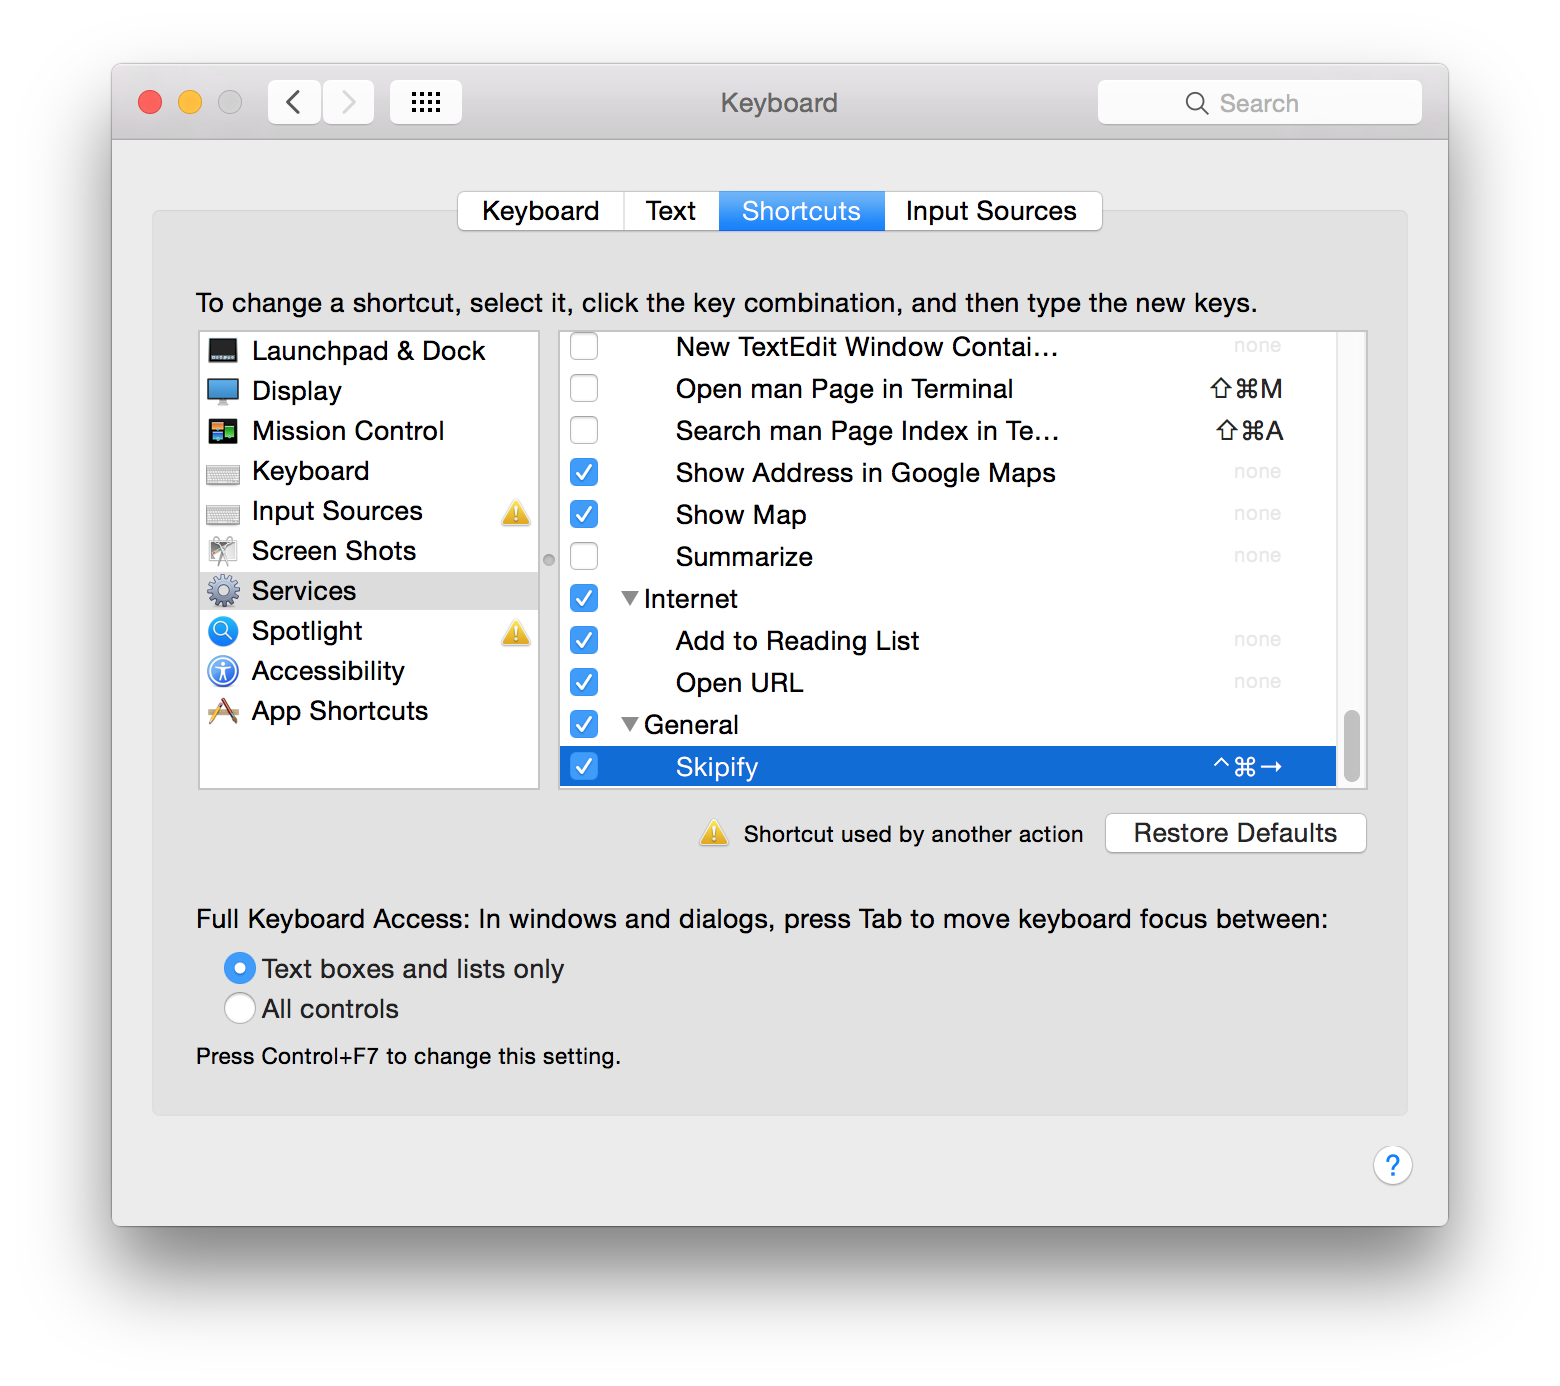 Keyboard
Search
Keyboard
Text
Shortcuts
Input Sources
To change a shortcut, select it, click the key combination, and then type the new keys.
Launchpad & Dock
Display
Mission Control
Keyboard
Input Sources
Screen Shots
Services
Spotlight
Accessibility
App Shortcuts
New TextEdit Window Contai… none
Open man Page in Terminal ⇧⌘M
Search man Page Index in Te… ⇧⌘A
Show Address in Google Maps none
Show Map none
Summarize none
Internet
Add to Reading List none
Open URL none
General
Skipify ^⌘→
Shortcut used by another action
Restore Defaults
Full Keyboard Access: In windows and dialogs, press Tab to move keyboard focus between:
Text boxes and lists only
All controls
Press Control+F7 to change this setting.
?